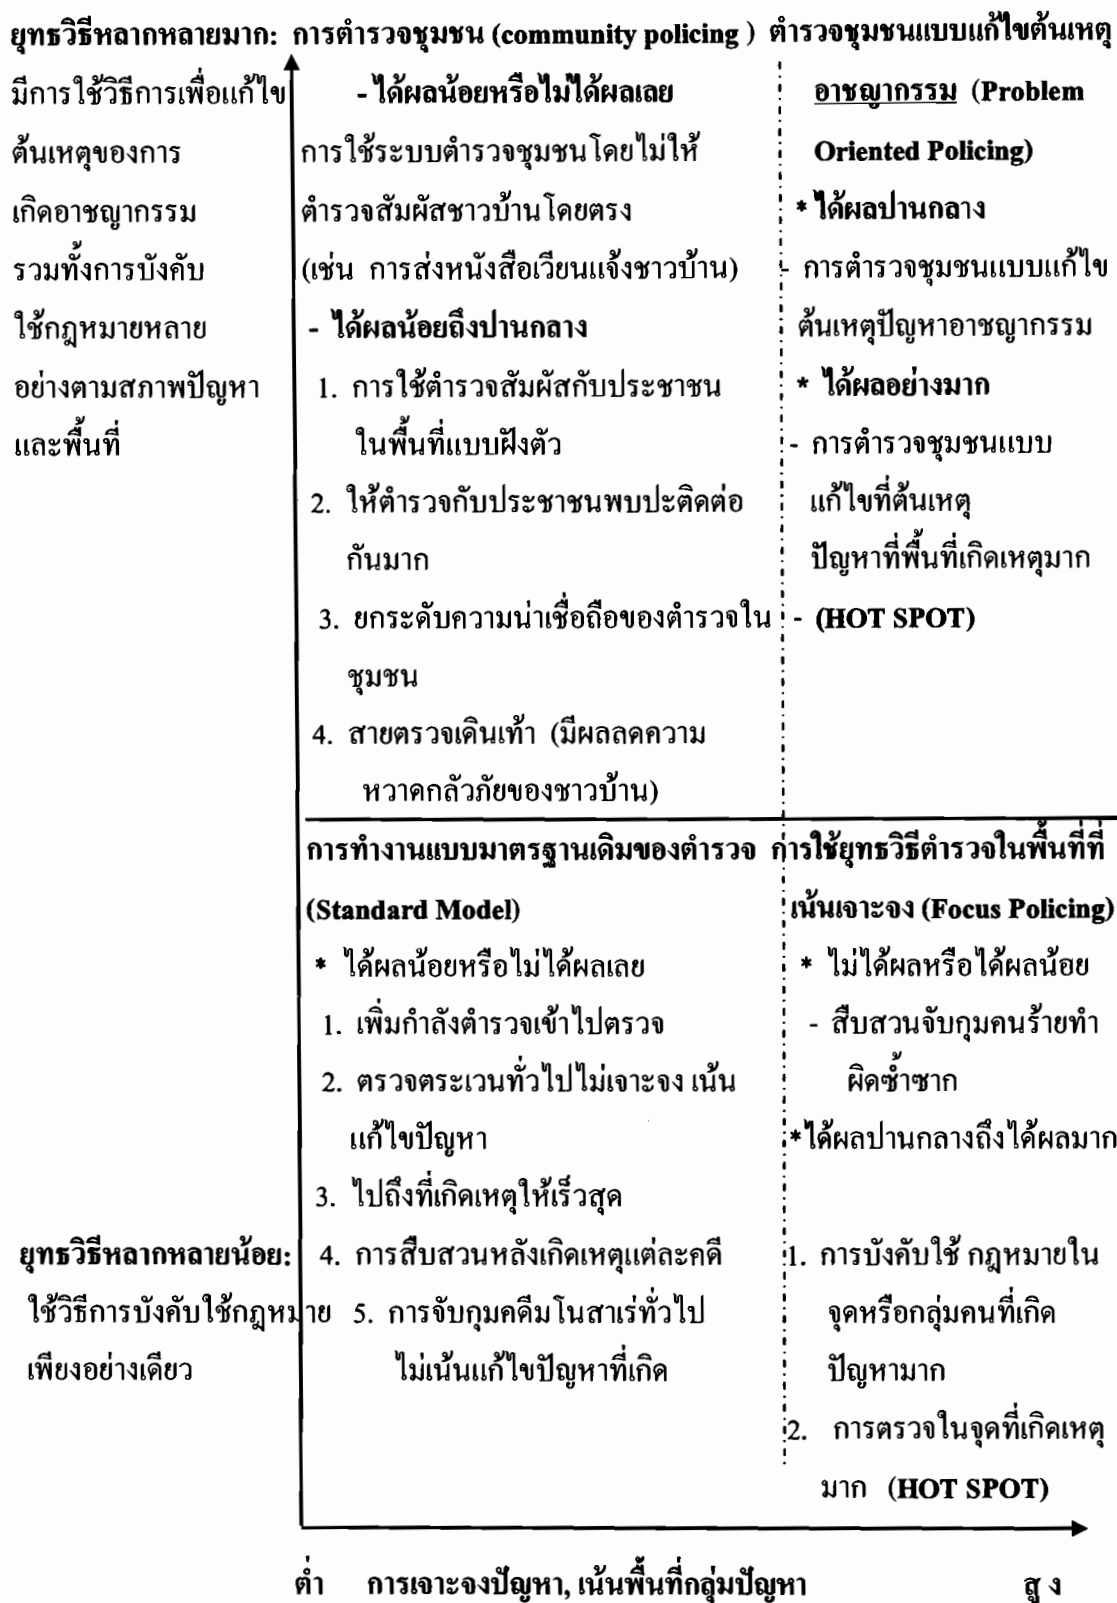 ยุทธวิธีหลากหลายมาก: การตำรวจชุมชน (community policing ) ตำรวจชุมชนแบบแก้ไขต้นเหตุ
มีการใช้วิธีการเพื่อแก้ไข
ต้นเหตุของการ
เกิดอาชญากรรม
รวมทั้งการบังคับ
ใช้กฎหมายหลาย
อย่างตามสภาพปัญหา
และพื้นที่
- ได้ผลน้อยหรือไม่ได้ผลเลย
การใช้ระบบตำรวจชุมชนโดยไม่ให้
ตำรวจสัมผัสชาวบ้านโดยตรง
(เช่น การส่งหนังสือเวียนแจ้งชาวบ้าน)
- ได้ผลน้อยถึงปานกลาง
1. การใช้ตำรวจสัมผัสกับประชาชน
ในพื้นที่แบบฝังตัว
2. ให้ตำรวจกับประชาชนพบปะติดต่อ
กันมาก
3. ยกระดับความน่าเชื่อถือของตำรวจใน
ชุมชน
4. สายตรวจเดินเท้า (มีผลลดความ
หวาดกลัวภัยของชาวบ้าน)
อาชญากรรม (Problem
Oriented Policing)
* ได้ผลปานกลาง
- การตำรวจชุมชนแบบแก้ไข
ต้นเหตุปัญหาอาชญากรรม
* ได้ผลอย่างมาก
- การตำรวจชุมชนแบบ
แก้ไขที่ต้นเหตุ
ปัญหาที่พื้นที่เกิดเหตุมาก
- (HOT SPOT)
การทำงานแบบมาตรฐานเดิมของตำรวจ
(Standard Model)
* ได้ผลน้อยหรือไม่ได้ผลเลย
1. เพิ่มกำลังตำรวจเข้าไปตรวจ
2. ตรวจตระเวนทั่วไปไม่เจาะจง เน้น
แก้ไขปัญหา
3. ไปถึงที่เกิดเหตุให้เร็วสุด
4. การสืบสวนหลังเกิดเหตุแต่ละคดี
5. การจับกุมคดีมโนสาเร่ทั่วไป
ไม่เน้นแก้ไขปัญหาที่เกิด
การใช้ยุทธวิธีตำรวจในพื้นที่ที่
เน้นเจาะจง (Focus Policing)
* ไม่ได้ผลหรือได้ผลน้อย
- สืบสวนจับกุมคนร้ายทำ
ผิดซ้ำซาก
*ได้ผลปานกลางถึงได้ผลมาก
1. การบังคับใช้ กฎหมายใน
จุดหรือกลุ่มคนที่เกิด
ปัญหามาก
2. การตรวจในจุดที่เกิดเหตุ
มาก (HOT SPOT)
ยุทธวิธีหลากหลายน้อย:
ใช้วิธีการบังคับใช้กฎหมาย
เพียงอย่างเดียว
ต่ำ การเจาะจงปัญหา, เน้นพื้นที่กลุ่มปัญหา สูง